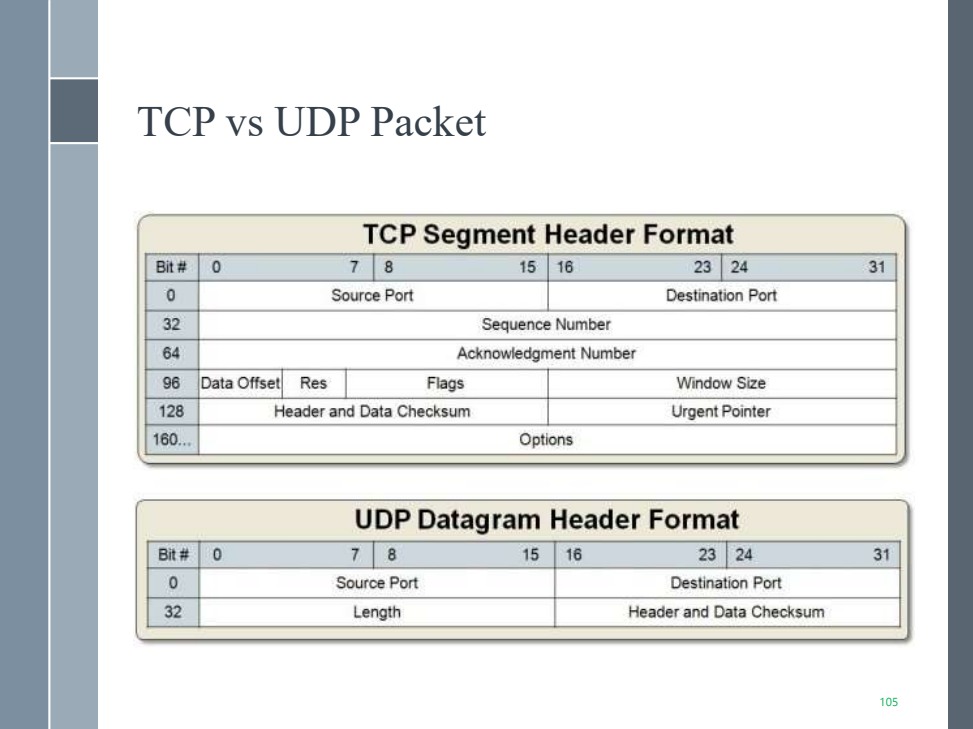 TCP vs UDP Packet
TCP Segment Header Format
Bit # 0 7 8 15 16 23 24 31
0 Source Port Destination Port
32 Sequence Number
64 Acknowledgment Number
96 Data Offset Res Flags Window Size
128 Header and Data Checksum Urgent Pointer
160... Options
UDP Datagram Header Format
Bit # 0 7 8 15 16 23 24 31
0 Source Port Destination Port
32 Length Header and Data Checksum
105